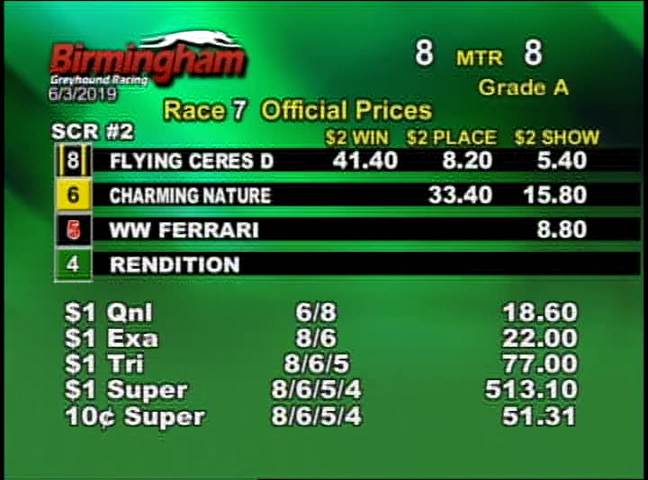 Birmingham
Greyhound Racing
6/3/2019
8 MTR 8
Grade A
Race 7 Official Prices
SCR #2
$2 WIN $2 PLACE $2 SHOW
8 FLYING CERES D 41.40 8.20 5.40
6 CHARMING NATURE 33.40 15.80
5 WW FERRARI 8.80
4 RENDITION
$1 Qnl 6/8 18.60
$1 Exa 8/6 22.00
$1 Tri 8/6/5 77.00
$1 Super 8/6/5/4 513.10
10¢ Super 8/6/5/4 51.31